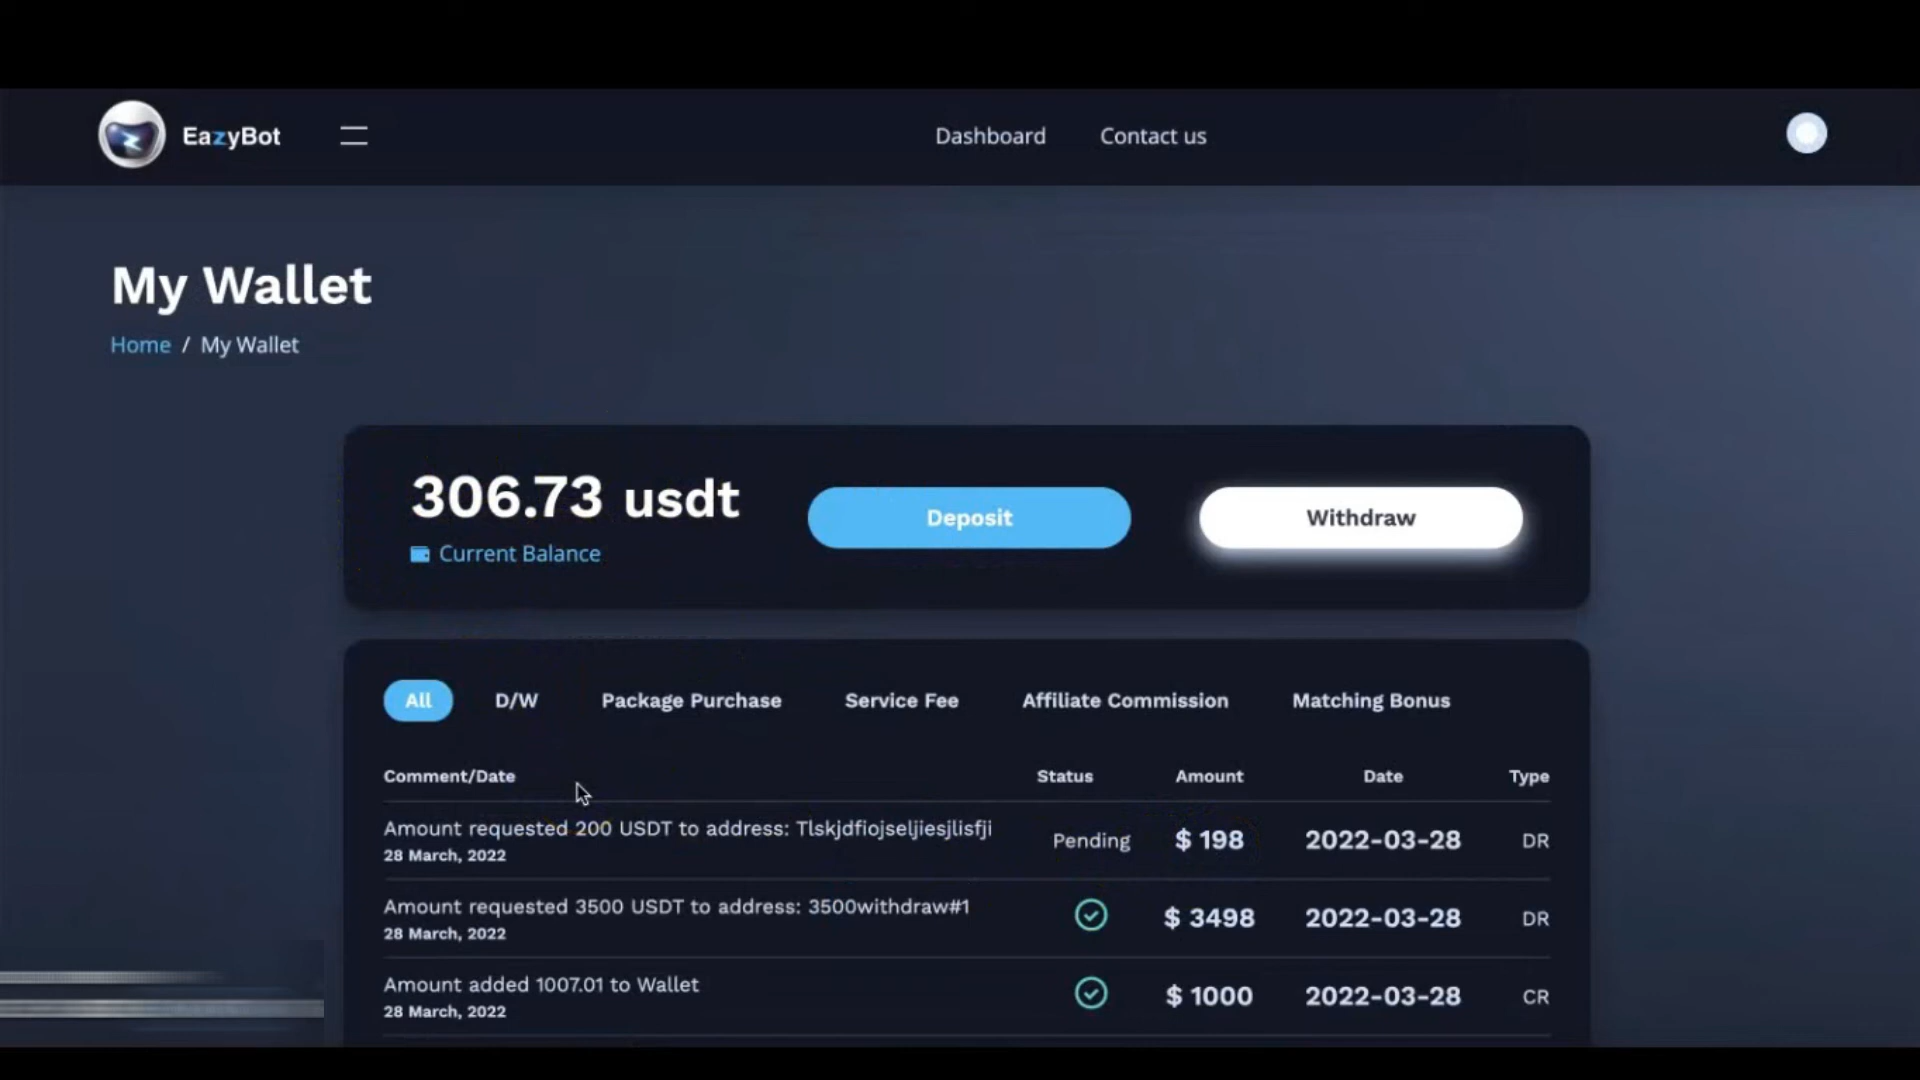 EazyBot
Dashboard
Contact us
My Wallet
Home / My Wallet
306.73 usdt
Current Balance
Deposit
Withdraw
All
D/W
Package Purchase
Service Fee
Affiliate Commission
Matching Bonus
Comment/Date
Status
Amount
Date
Type
Amount requested 200 USDT to address: Tlskjdfiojseljiesjlisfji
28 March, 2022
Pending
$ 198
2022-03-28
DR
Amount requested 3500 USDT to address: 3500withdraw#1
28 March, 2022
$ 3498
2022-03-28
DR
Amount added 1007.01 to Wallet
28 March, 2022
$ 1000
2022-03-28
CR